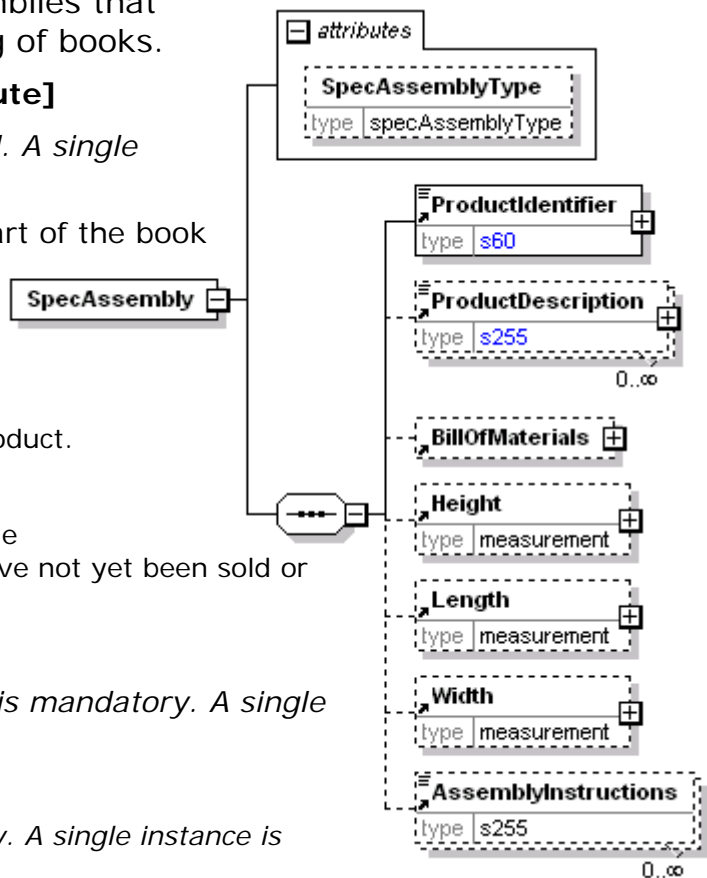 mblies that
g of books.
ute]
. A single
art of the book
oduct.
e
ve not yet been sold or
is mandatory. A single
y. A single instance is
attributes
SpecAssemblyType
type specAssemblyType
SpecAssembly
ProductIdentifier
type s60
ProductDescription
type s255
0..∞
BillOfMaterials
Height
type measurement
Length
type measurement
Width
type measurement
AssemblyInstructions
type s255
0..∞